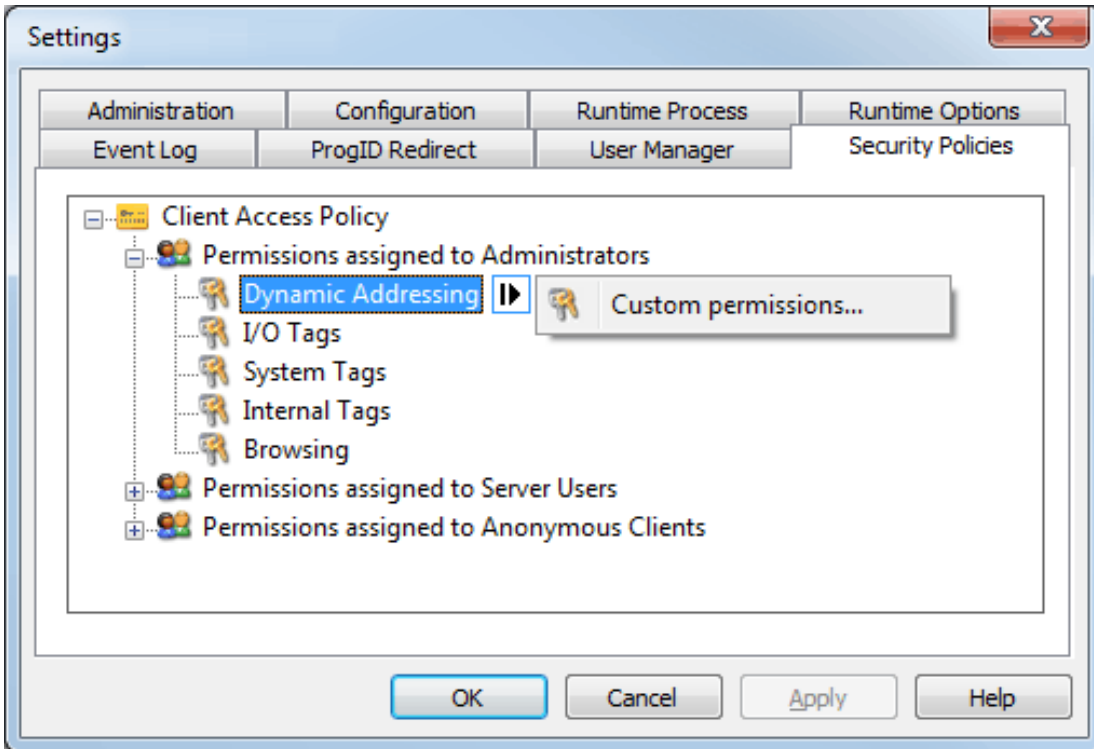 Settings
Administration
Configuration
Runtime Process
Runtime Options
Event Log
ProgID Redirect
User Manager
Security Policies
Client Access Policy
Permissions assigned to Administrators
Dynamic Addressing
Custom permissions...
I/O Tags
System Tags
Internal Tags
Browsing
Permissions assigned to Server Users
Permissions assigned to Anonymous Clients
OK
Cancel
Apply
Help